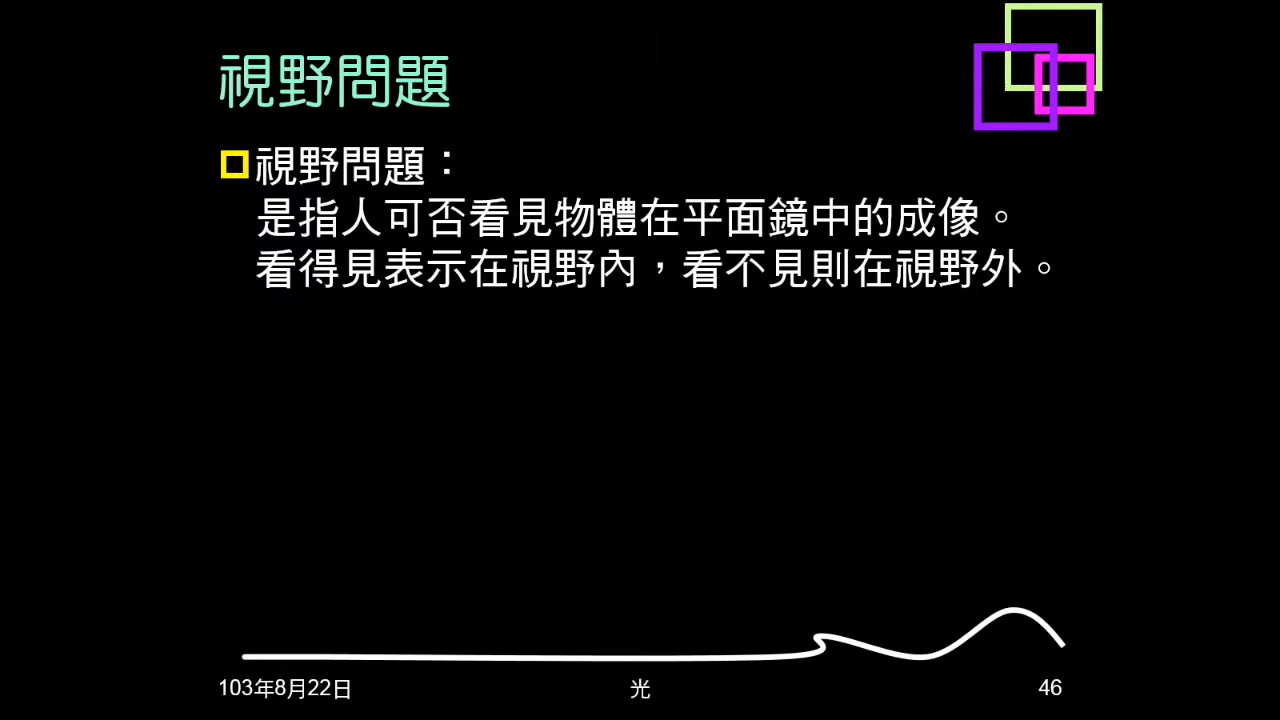 視野問題
視野問題：
是指人可否看見物體在平面鏡中的成像。
看得見表示在視野內，看不見則在視野外。
103年8月22日
光
46